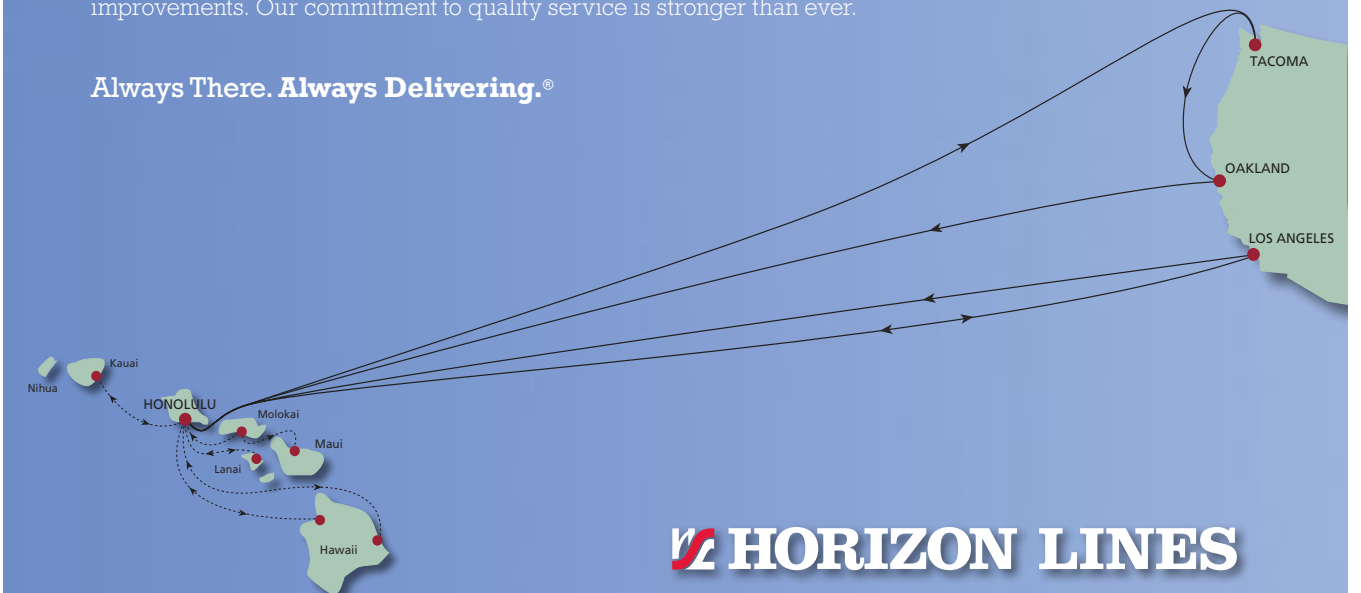 improvements. Our commitment to quality service is stronger than ever.
Always There. Always Delivering.®
TACOMA
OAKLAND
LOS ANGELES
Kauai
Nihua
HONOLULU
Molokai
Maui
Lanai
Hawaii
HORIZON LINES